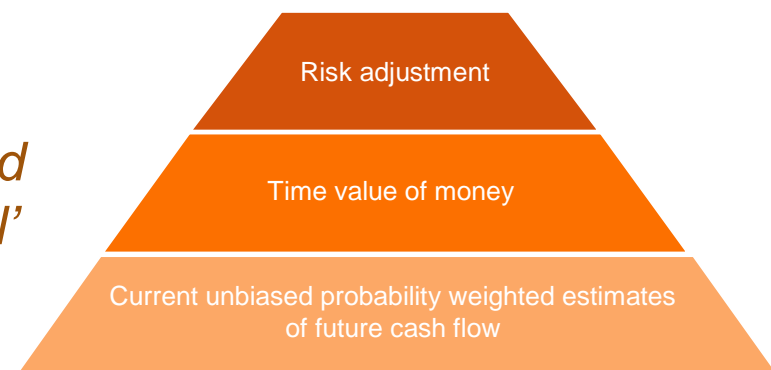 Risk adjustment
Time value of money
Current unbiased probability weighted estimates
of future cash flow